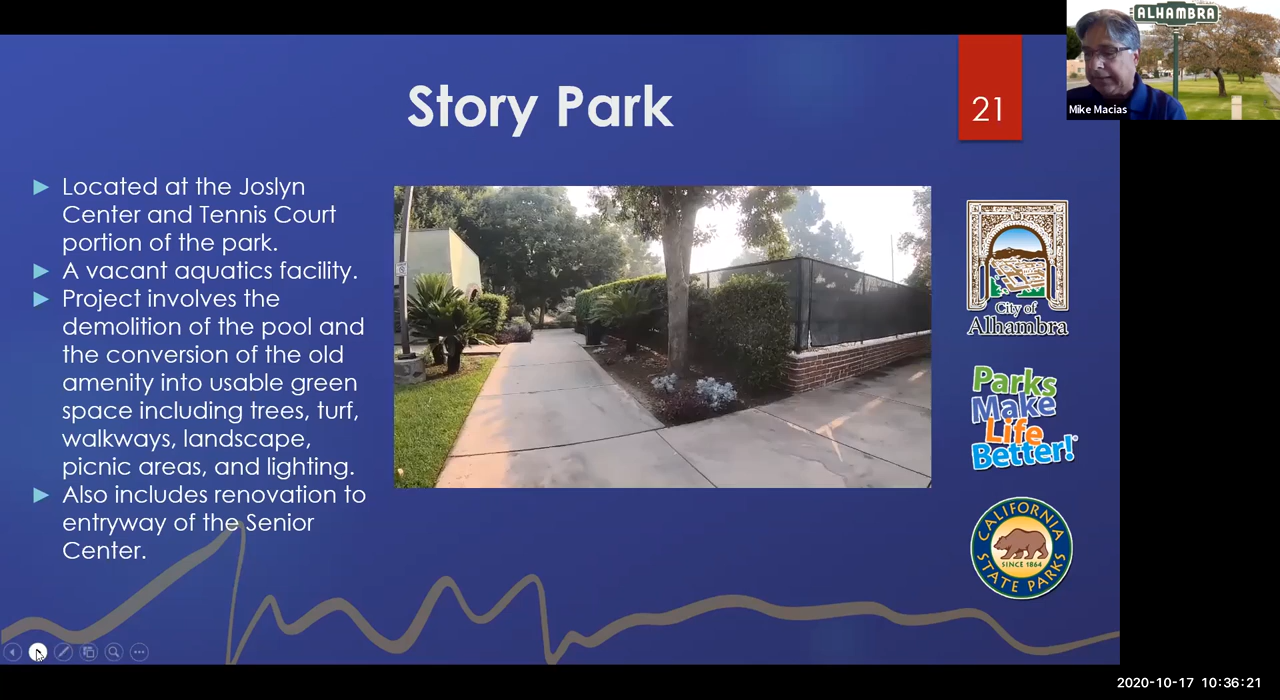 ALHAMBRA
Mike Macias
Story Park
21
Located at the Joslyn
Center and Tennis Court
portion of the park.
A vacant aquatics facility.
Project involves the
demolition of the pool and
the conversion of the old
amenity into usable green
space including trees, turf,
walkways, landscape,
picnic areas, and lighting.
Also includes renovation to
entryway of the Senior
Center.
City of
Alhambra
Parks
Make
Life
Better!
CALIFORNIA
SINCE 1864
STATE PARKS
2020-10-17 10:36:21